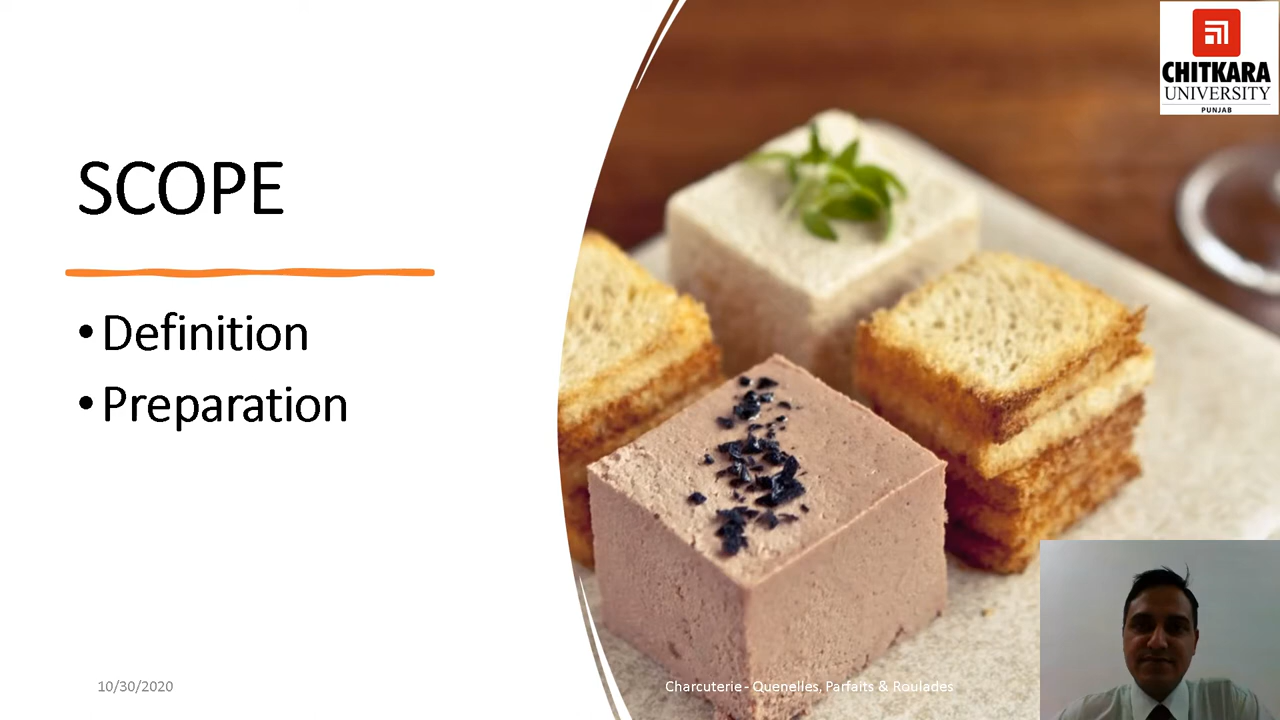 CHITKARA
UNIVERSITY
PUNJAB
SCOPE
• Definition
• Preparation
10/30/2020
Charcuterie - Quenelles, Parfaits & Roulades